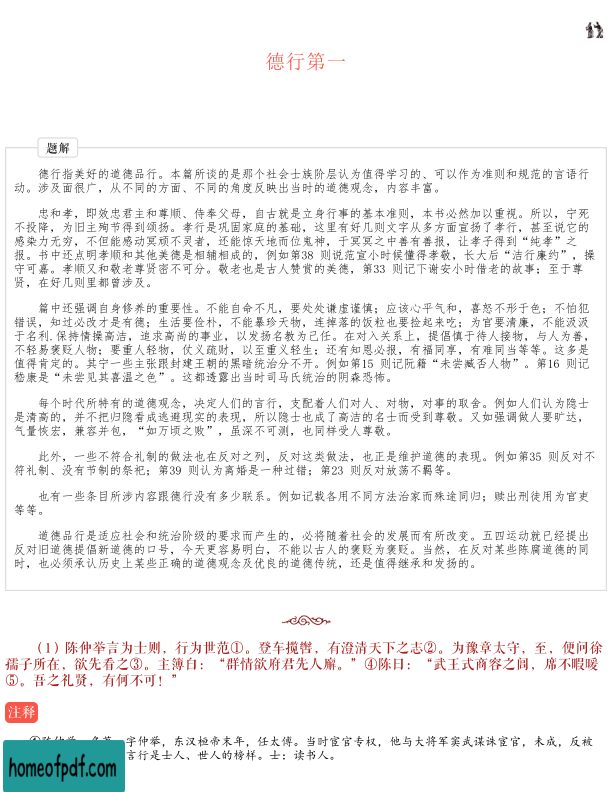 德行第一
题解
德行指美好的道德品行。本篇所谈的是那个社会士族阶层认为值得学习的、可以作为准则和规范的言语行
动。涉及面很广，从不同的方面、不同的角度反映出当时的道德观念，内容丰富。
忠和孝，即效忠君主和尊顺、侍奉父母，自古就是立身行事的基本准则，本书必然加以重视。所以，宁死
不投降，为旧主殉节得到颂扬。孝行是巩固家庭的基础，这里有好几则文字从多方面宣扬了孝行，甚至说它的
感染力无穷，不但能感动冥顽不灵者，还能惊天地而位鬼神，于冥冥之中善有善报，让孝子得到“纯孝”之
报。书中还点明孝顺和其他美德是相辅相成的，例如第38 则说范宣小时候懂得孝敬，长大后“洁行廉约”，操
守可嘉。孝顺又和敬老尊贤密不可分。敬老也是古人赞赏的美德，第33 则记下谢安小时借老的故事；至于尊
贤，在好几则里都曾涉及。
篇中还强调自身修养的重要性。不能自命不凡，要处处谦虚谨慎；应该心平气和，喜怒不形于色；不怕犯
错误，知过必改才是有德；生活要俭朴，不能暴珍天物，连掉落的饭粒也要捡起来吃；为官要清廉，不能汲汲
于名利.保持情操高洁，追求高尚的事业，以发扬名教为己任。在对入关系上，提倡慎于待人接物，与人为善，
不轻易褒贬人物；要重人轻物，仗义疏财，以至重义轻生；还有知恩必报，有福同享，有难同当等等。这多是
值得肯定的。其宁一些主张跟封建王朝的黑暗统治分不开。例如第15 则记阮籍“未尝臧否人物”。第16 则记
嵇康是“未尝见其喜温之色”。这都透露出当时司马氏统治的阴森恐怖。
每个时代所特有的道德观念，决定人们的言行，支配着人们对人、对物，对事的取舍。例如人们认为隐士
是清高的，并不把归隐看成逃避现实的表现，所以隐士也成了高洁的名士而受到尊敬。又如强调做人要旷达，
气量恢宏，兼容并包，“如万顷之败”，虽深不可测，也同样受人尊敬。
此外，一些不符合礼制的做法也在反对之列，反对这类做法，也正是维护道德的表现。例如第35 则反对不
符礼制、没有节制的祭祀；第39 则认为离婚是一种过错；第23 则反对放荡不羁等。
也有一些条目所涉内容跟德行没有多少联系。例如记载各用不同方法治家而殊途同归；赎出刑徒用为官吏
等等。
道德品行是适应社会和统治阶级的要求而产生的，必将随着社会的发展而有所改变。五四运动就已经提出
反对旧道德提倡新道德的口号，今天更容易明白，不能以古人的褒贬为褒贬。当然，在反对某些陈腐道德的同
时，也必须承认历史上某些正确的道德观念及优良的道德传统，还是值得继承和发扬的。
（1）陈仲举言为士则，行为世范①。登车揽辔，有澄清天下之志②。为豫章太守，至，便问徐
孺子所在，欲先看之③。主簿白：“群情欲府君先人廨。”④陈曰：“武王式商容之闾，席不暇暖
⑤。吾之礼贤，有何不可！”
注释
字仲举，东汉桓帝末年，任太傅。当时宦官专权，他与大将军窦武谋诛宦官，未成，反被
言行是士人、世人的榜样。士：读书人。
homeofpdf.com